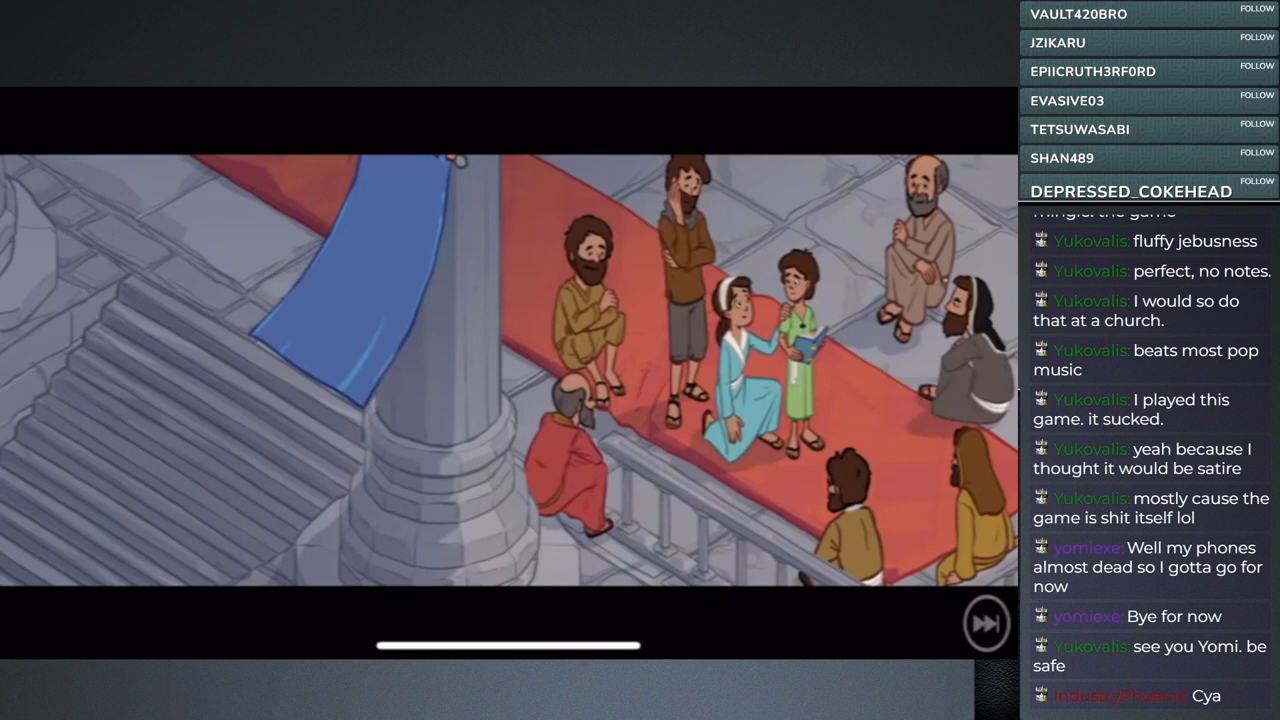 VAULT420BRO
FOLLOW
JZIKARU
FOLLOW
EPIICRUTH3RF0RD
FOLLOW
EVASIVE03
FOLLOW
TETSUWASABI
FOLLOW
SHAN489
FOLLOW
DEPRESSED_COKEHEAD
FOLLOW
mingle. the game
Yukovalis: fluffy jebusness
Yukovalis: perfect, no notes.
Yukovalis: I would so do
that at a church.
Yukovalis: beats most pop
music
Yukovalis: I played this
game. it sucked.
Yukovalis: yeah because I
thought it would be satire
Yukovalis: mostly cause the
game is shit itself lol
yomiexe: Well my phones
almost dead so I gotta go for
now
yomiexe: Bye for now
Yukovalis: see you Yomi. be
safe
industryPhoenix: Cya